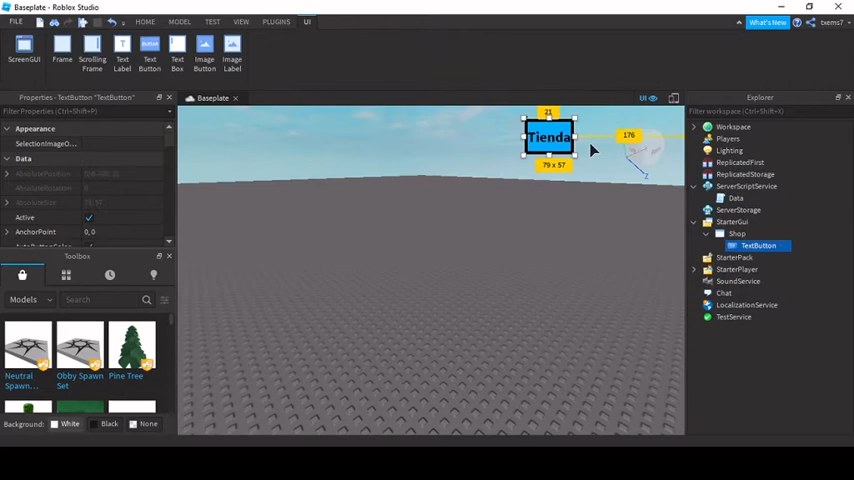 Baseplate - Roblox Studio
FILE
HOME
MODEL
TEST
VIEW
PLUGINS
UI
What's New
txems7
ScreenGUI
Frame
Scrolling
Frame
Text
Label
Text
Button
Text
Box
Image
Button
Image
Label
Button
Properties - TextButton "TextButton"
Filter Properties (Ctrl+Shift+P)
Appearance
SelectionImageO...
Data
AbsolutePosition
AbsoluteRotation
0
AbsoluteSize
Active
AnchorPoint
0, 0
Toolbox
Models
Search
Neutral
Spawn...
Obby Spawn
Set
Pine Tree
Background:
White
Black
None
Baseplate
UI
21
Tienda
176
79 x 57
Z
Explorer
Filter workspace (Ctrl+Shift+X)
Workspace
Players
Lighting
ReplicatedFirst
ReplicatedStorage
ServerScriptService
Data
ServerStorage
StarterGui
Shop
TextButton
StarterPack
StarterPlayer
SoundService
Chat
LocalizationService
TestService